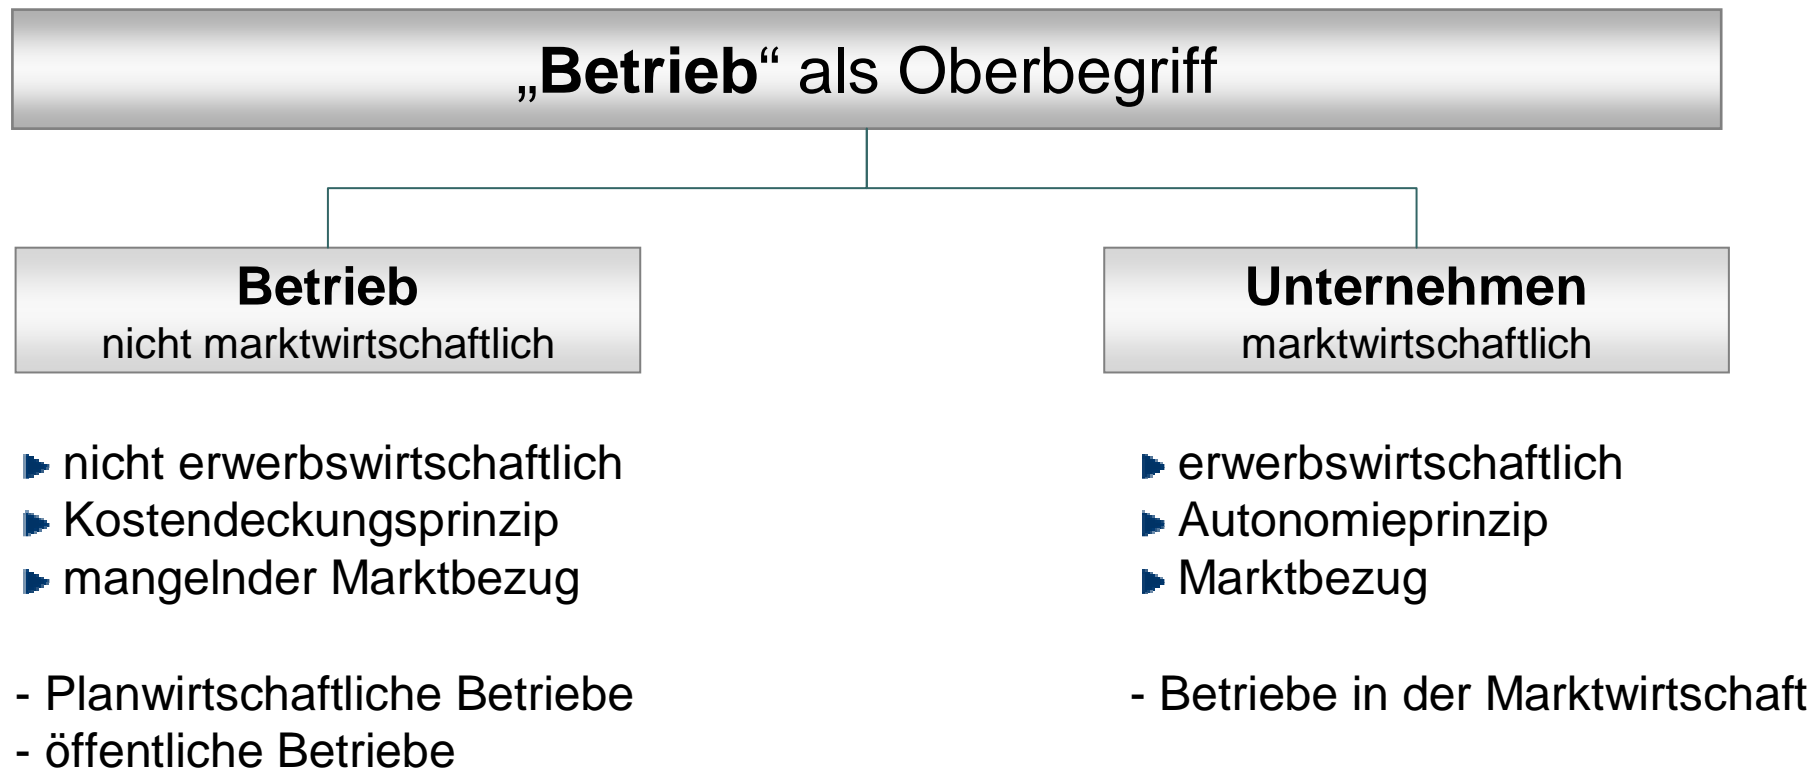 „Betrieb“ als Oberbegriff
Betrieb
nicht marktwirtschaftlich
nicht erwerbswirtschaftlich
Kostendeckungsprinzip
mangelnder Marktbezug
- Planwirtschaftliche Betriebe
- öffentliche Betriebe
Unternehmen
marktwirtschaftlich
erwerbswirtschaftlich
Autonomieprinzip
Marktbezug
- Betriebe in der Marktwirtschaft